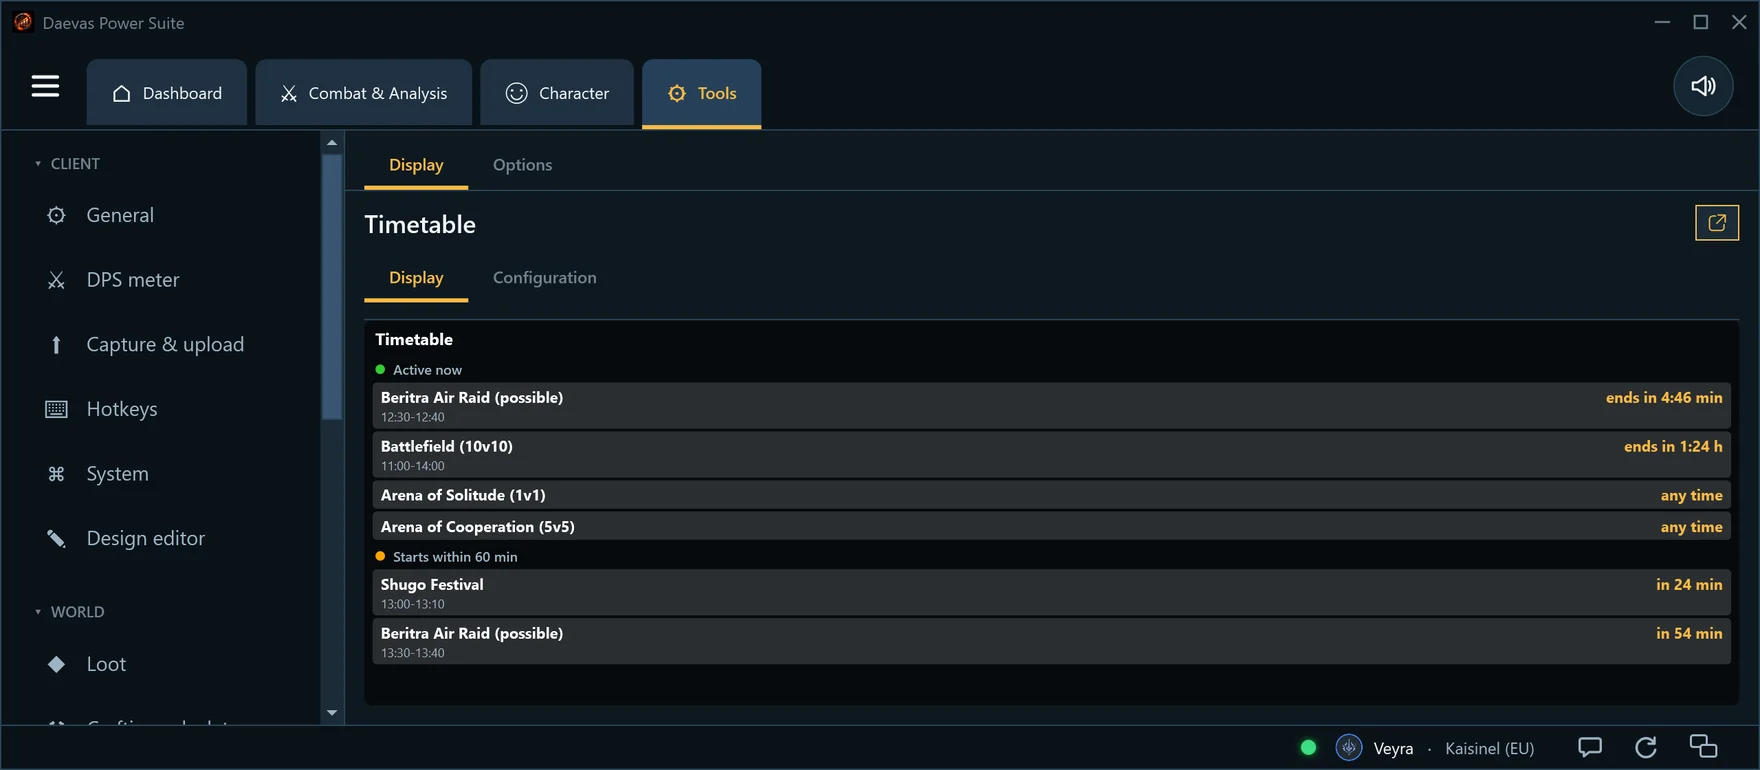 Daevas Power Suite
Dashboard
Combat & Analysis
Character
Tools
CLIENT
General
DPS meter
Capture & upload
Hotkeys
System
Design editor
WORLD
Loot
Display
Options
Timetable
Display
Configuration
Timetable
Active now
Beritra Air Raid (possible)
ends in 4:46 min
12:30-12:40
Battlefield (10v10)
ends in 1:24 h
11:00-14:00
Arena of Solitude (1v1)
any time
Arena of Cooperation (5v5)
any time
Starts within 60 min
Shugo Festival
in 24 min
13:00-13:10
Beritra Air Raid (possible)
in 54 min
13:30-13:40
Veyra · Kaisinel (EU)